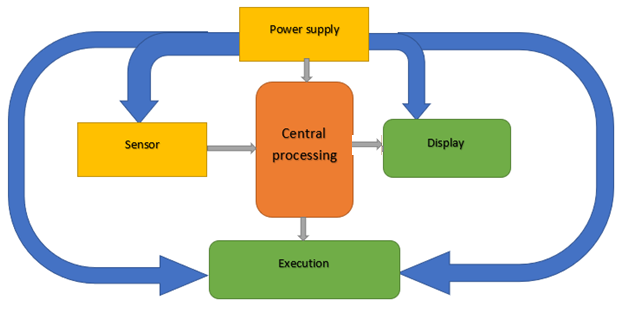 Power supply
Central
processing
Sensor
Display
Execution